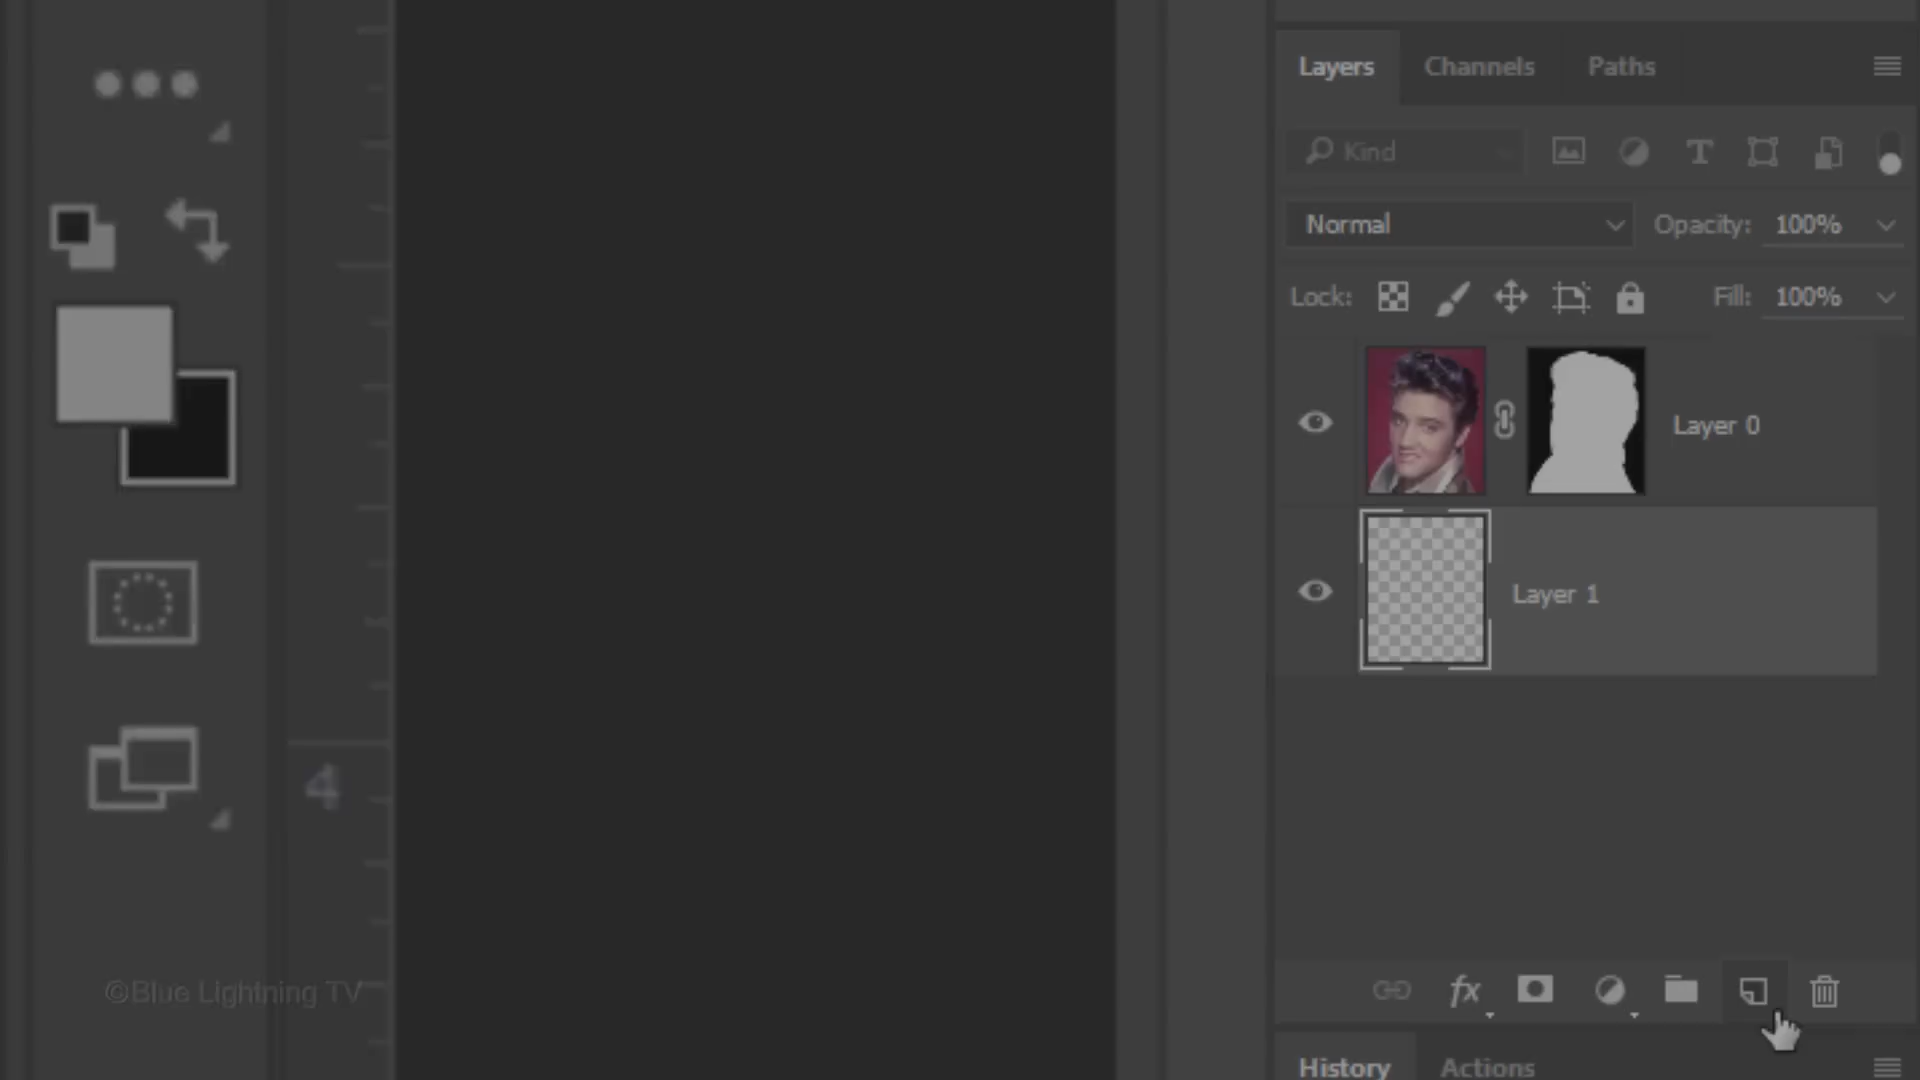 Layers Channels Paths
Kind
Normal Opacity: 100%
Lock: Fill: 100%
Layer 0
Layer 1
4
©Blue Lightning TV
fx
History Actions